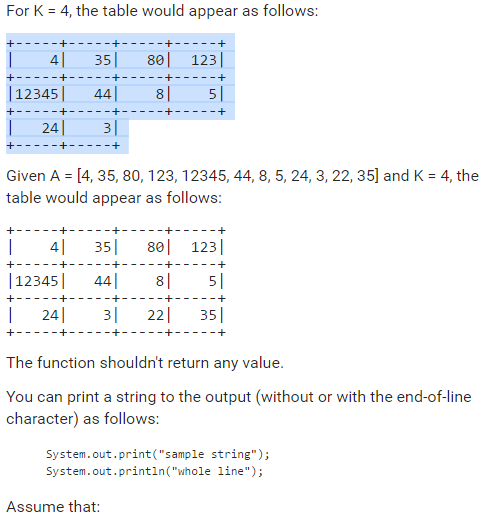 For K = 4, the table would appear as follows:
+-----+-----+-----+-----+
|    4|   35|   80|  123|
+-----+-----+-----+-----+
|12345|   44|    8|    5|
+-----+-----+-----+-----+
|   24|    3|
+-----+-----+
Given A = [4, 35, 80, 123, 12345, 44, 8, 5, 24, 3, 22, 35] and K = 4, the
table would appear as follows:
+-----+-----+-----+-----+
|    4|   35|   80|  123|
+-----+-----+-----+-----+
|12345|   44|    8|    5|
+-----+-----+-----+-----+
|   24|    3|   22|   35|
+-----+-----+-----+-----+
The function shouldn't return any value.
You can print a string to the output (without or with the end-of-line
character) as follows:
System.out.print("sample string");
System.out.println("whole line");
Assume that: